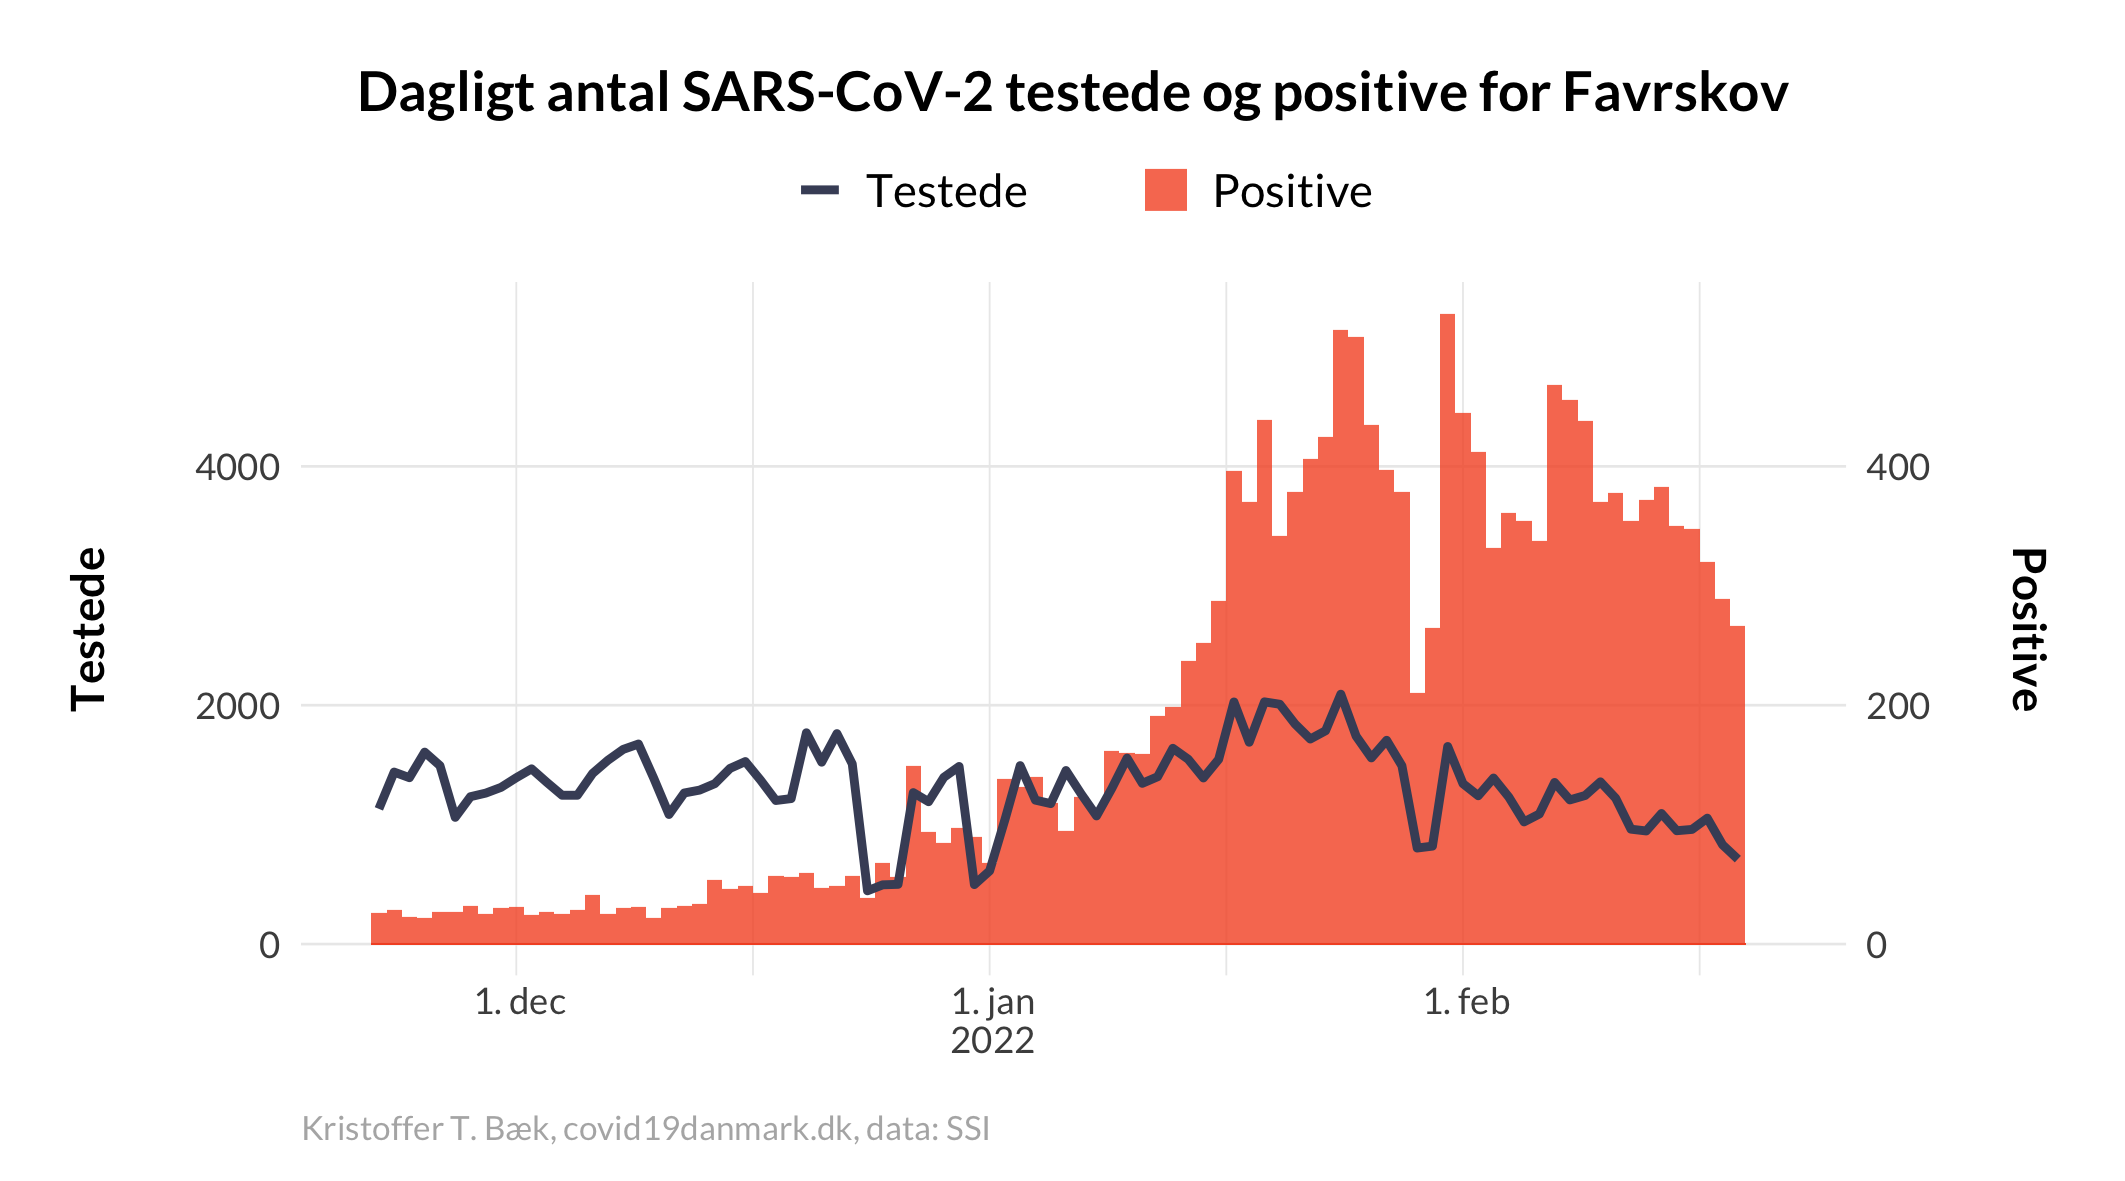 Dagligt antal SARS-CoV-2 testede og positive for Favrskov
Testede Positive
4000 400
Testede
Positive
2000 200
0 0
1. dec 1. jan 1. feb
2022
Kristoffer T. Bæk, covid19danmark.dk, data: SSI